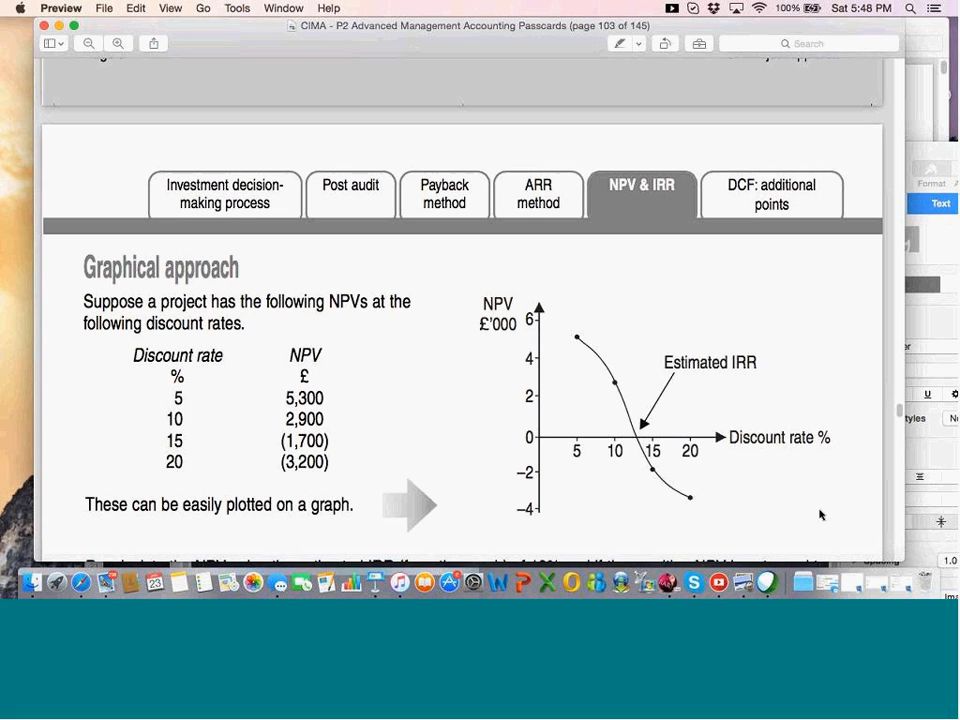 Preview File Edit View Go Tools Window Help
100% Sat 5:48 PM
CIMA - P2 Advanced Management Accounting Passcards (page 103 of 145)
Search
Format
Text
Investment decision-
making process
Post audit
Payback
method
ARR
method
NPV & IRR
DCF: additional
points
Graphical approach
Suppose a project has the following NPVs at the
following discount rates.
Discount rate NPV
% £
5 5,300
10 2,900
15 (1,700)
20 (3,200)
These can be easily plotted on a graph.
NPV
£'000
6
4
2
0
–2
–4
5 10 15 20
Discount rate %
Estimated IRR
U
tyles
1.0
23